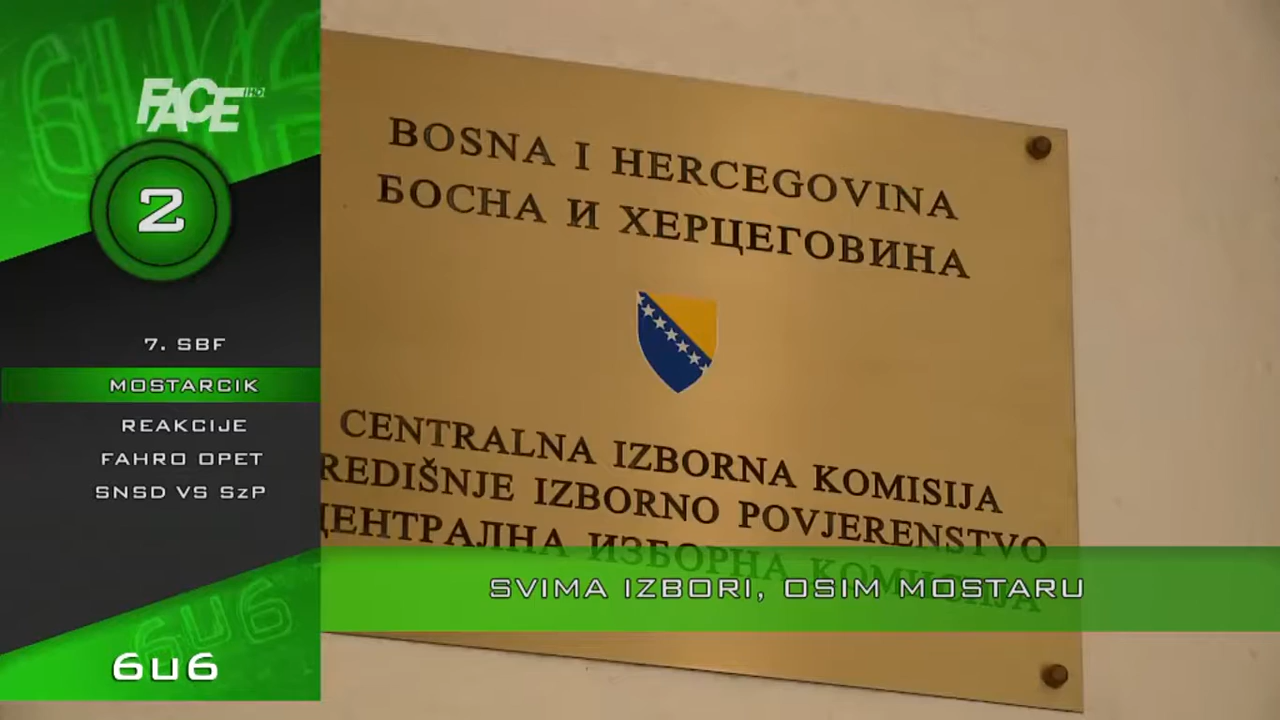 FACE HD
2
7. SBF
MOSTARCIK
REAKCIJE
FAHRO OPET
SNSD VS SzP
6u6
BOSNA I HERCEGOVINA
БОСНА И ХЕРЦЕГОВИНА
CENTRALNA IZBORNA KOMISIJA
REDIŠNJE IZBORNO POVJERENSTVO
ЦЕНТРАЛНА ИЗБОРНА КОМИСИЈА
SVIMA IZBORI, OSIM MOSTARU